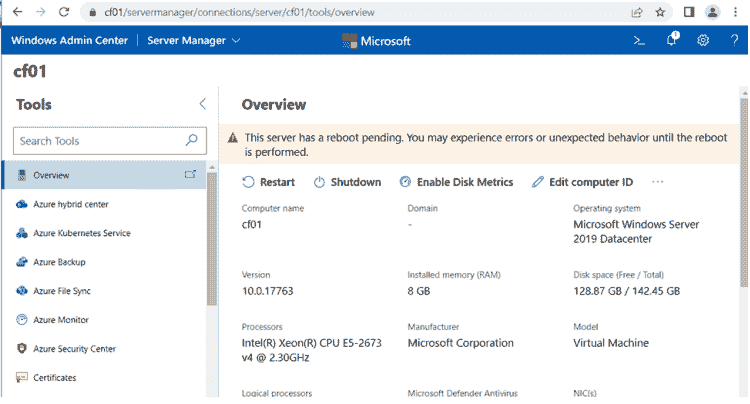 cf01/servermanager/connections/server/cf01/tools/overview
Windows Admin Center
Server Manager
Microsoft
1
?
cf01
Tools
Search Tools
Overview
Azure hybrid center
Azure Kubernetes Service
Azure Backup
Azure File Sync
Azure Monitor
Azure Security Center
Certificates
Overview
This server has a reboot pending. You may experience errors or unexpected behavior until the reboot
is performed.
Restart
Shutdown
Enable Disk Metrics
Edit computer ID
...
Computer name
cf01
Domain
-
Operating system
Microsoft Windows Server
2019 Datacenter
Version
10.0.17763
Installed memory (RAM)
8 GB
Disk space (Free / Total)
128.87 GB / 142.45 GB
Processors
Intel(R) Xeon(R) CPU E5-2673
v4 @ 2.30GHz
Manufacturer
Microsoft Corporation
Model
Virtual Machine
Logical processors
Microsoft Defender Antivirus
NIC(s)